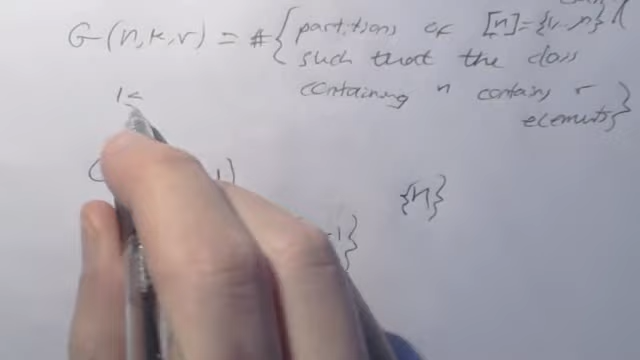 G(n,k,r) = # { partitions of [n]={1...n}
such that the class
containing n contains r
elements}
1≤
{n}